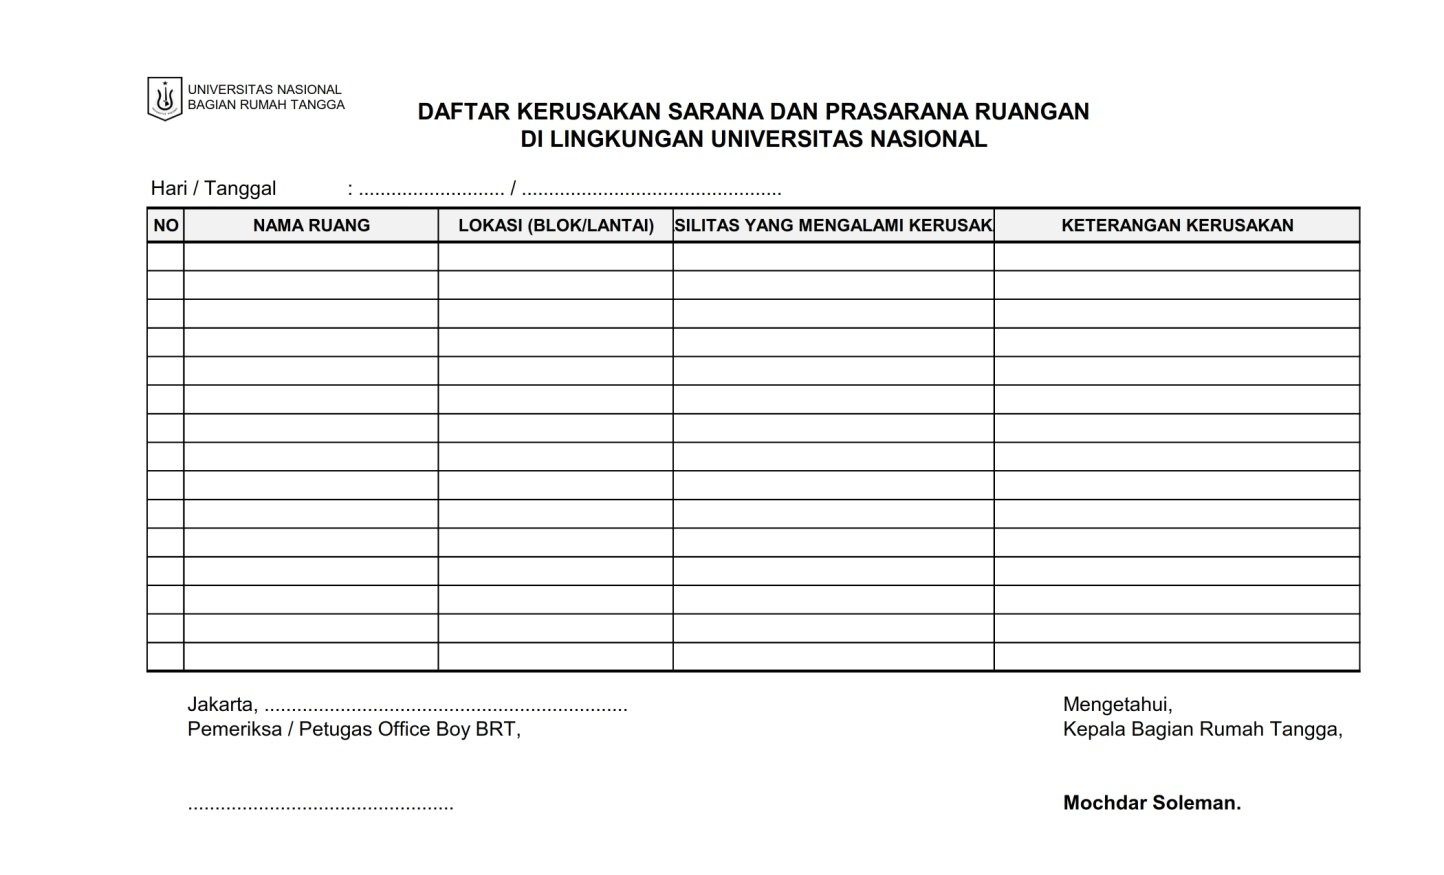 UNIVERSITAS NASIONAL
BAGIAN RUMAH TANGGA
DAFTAR KERUSAKAN SARANA DAN PRASARANA RUANGAN
DI LINGKUNGAN UNIVERSITAS NASIONAL
Hari / Tanggal : ........................... / ................................................
NO NAMA RUANG LOKASI (BLOK/LANTAI) SILITAS YANG MENGALAMI KERUSAK KETERANGAN KERUSAKAN
Jakarta, ...................................................................
Pemeriksa / Petugas Office Boy BRT,
.................................................
Mengetahui,
Kepala Bagian Rumah Tangga,
Mochdar Soleman.